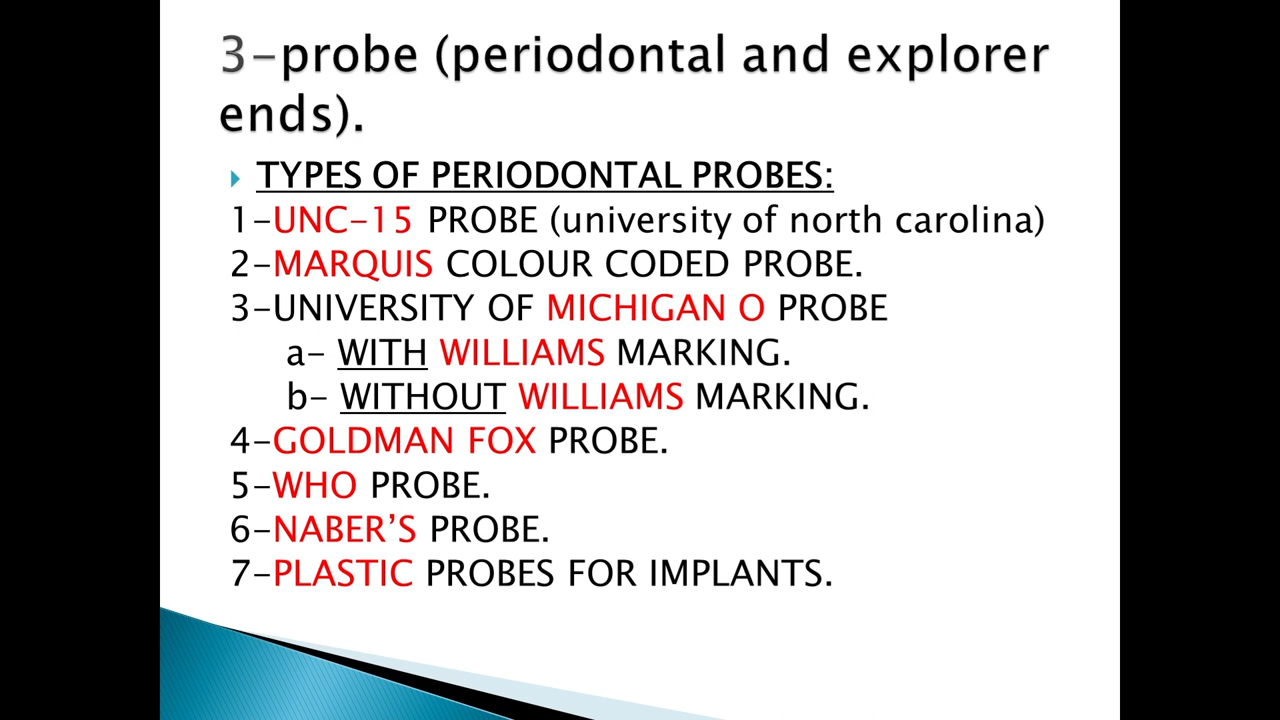 3-probe (periodontal and explorer
ends).
TYPES OF PERIODONTAL PROBES:
1-UNC-15 PROBE (university of north carolina)
2-MARQUIS COLOUR CODED PROBE.
3-UNIVERSITY OF MICHIGAN O PROBE
a- WITH WILLIAMS MARKING.
b- WITHOUT WILLIAMS MARKING.
4-GOLDMAN FOX PROBE.
5-WHO PROBE.
6-NABER’S PROBE.
7-PLASTIC PROBES FOR IMPLANTS.